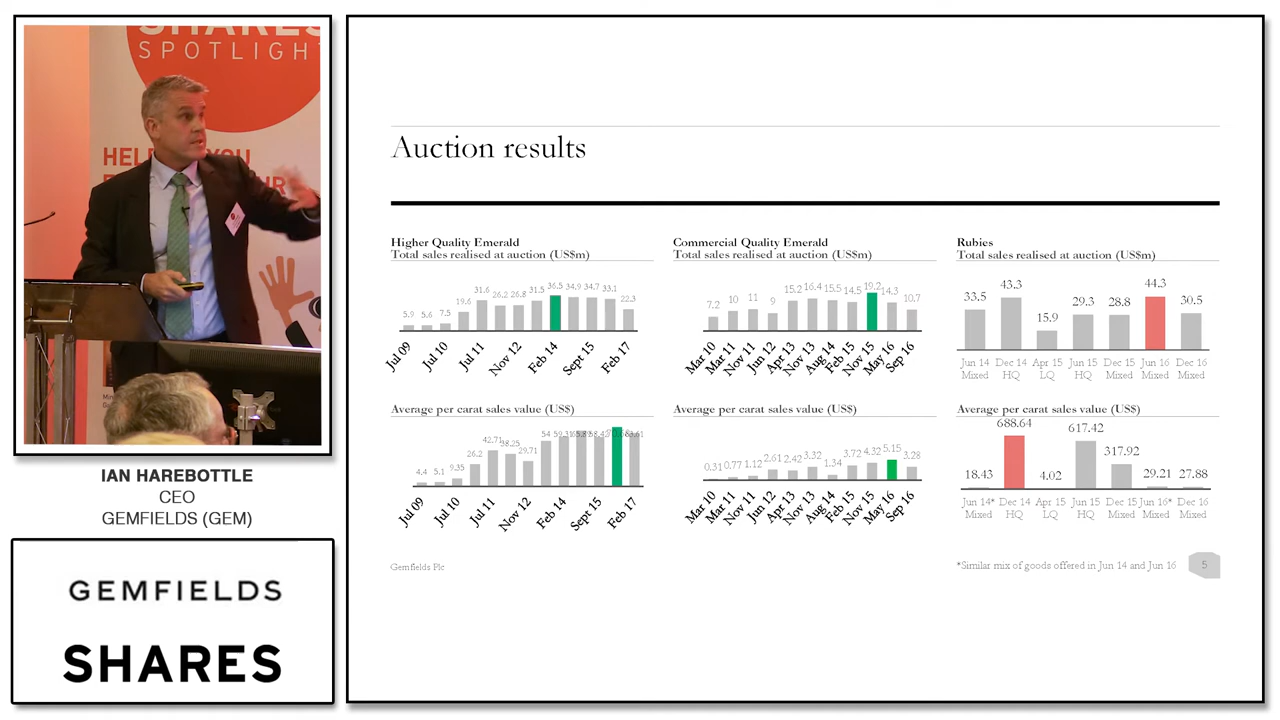 SHARES
SPOTLIGHT
HEL YOU
IAN HAREBOTTLE
CEO
GEMFIELDS (GEM)
GEMFIELDS
SHARES
Auction results
Higher Quality Emerald
Total sales realised at auction (US$m)
5.9 5.6 7.5 19.6 31.6 26.2 26.8 31.5 36.5 34.9 34.7 33.1 22.3
Jul 09 Jul 10 Jul 11 Nov 12 Feb 14 Sept 15 Feb 17
Average per carat sales value (US$)
4.4 5.1 9.35 26.2 42.71 38.25 29.71 54 59.31
Jul 09 Jul 10 Jul 11 Nov 12 Feb 14 Sept 15 Feb 17
Commercial Quality Emerald
Total sales realised at auction (US$m)
7.2 10 11 9 15.2 16.4 15.5 14.5 19.2 14.3 10.7
Mar 10 Mar 11 Nov 11 Jun 12 Apr 13 Nov 13 Aug 14 Feb 15 Nov 15 May 16 Sep 16
Average per carat sales value (US$)
0.31 0.77 1.12 2.61 2.42 3.32 1.34 3.72 4.32 5.15 3.28
Mar 10 Mar 11 Nov 11 Jun 12 Apr 13 Nov 13 Aug 14 Feb 15 Nov 15 May 16 Sep 16
Rubies
Total sales realised at auction (US$m)
33.5 43.3 15.9 29.3 28.8 44.3 30.5
Jun 14 Dec 14 Apr 15 Jun 15 Dec 15 Jun 16 Dec 16
Mixed HQ LQ HQ Mixed Mixed Mixed
Average per carat sales value (US$)
18.43 688.64 4.02 617.42 317.92 29.21 27.88
Jun 14* Dec 14 Apr 15 Jun 15 Dec 15 Jun 16* Dec 16
Mixed HQ LQ HQ Mixed Mixed Mixed
Gemfields Plc
*Similar mix of goods offered in Jun 14 and Jun 16
5